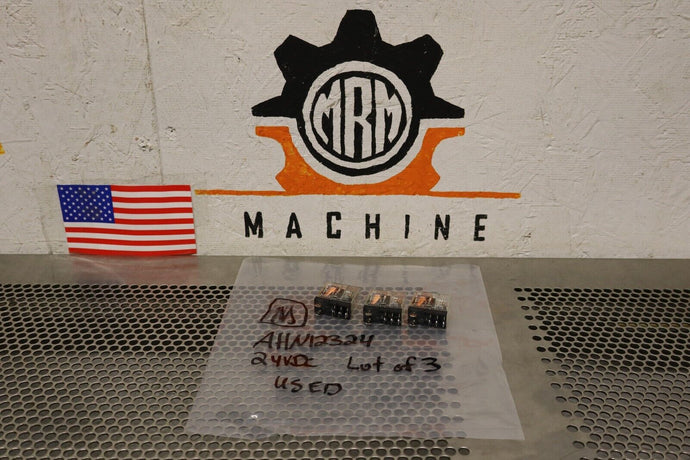 MRM
MACHINE
M
AHN12324
24VDC Lot of 3
USED